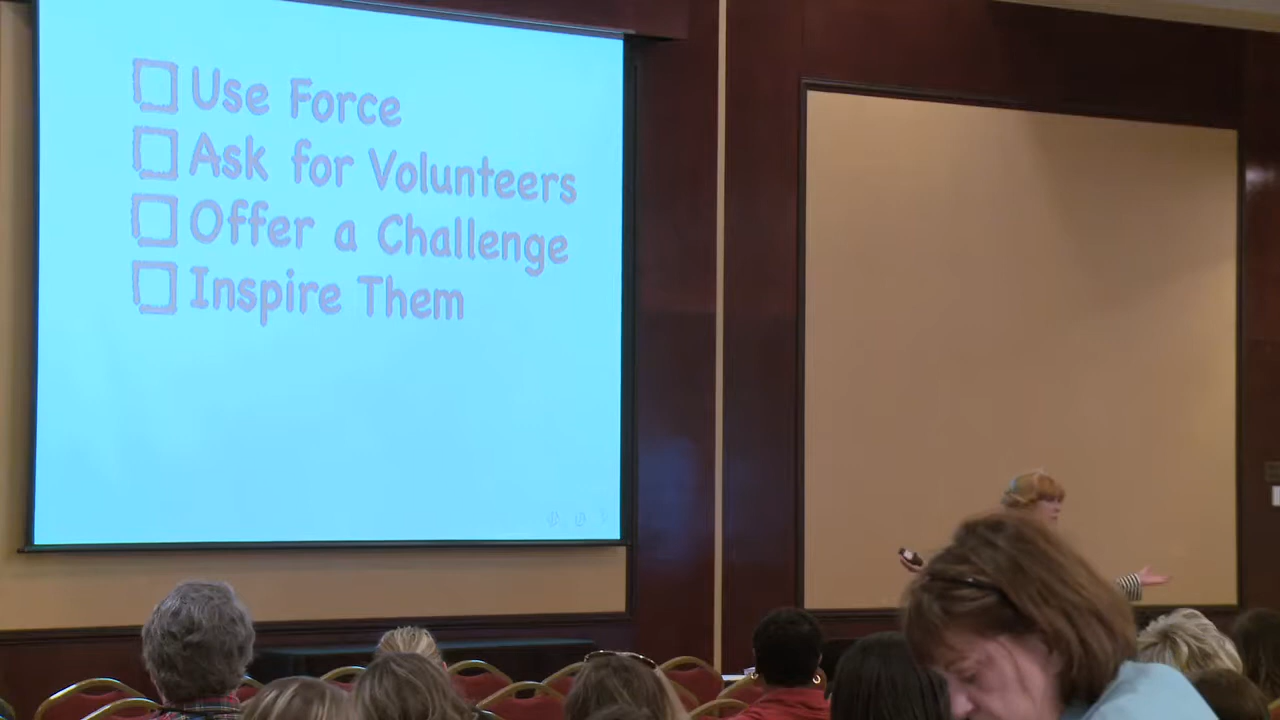 Use Force
Ask for Volunteers
Offer a Challenge
Inspire Them